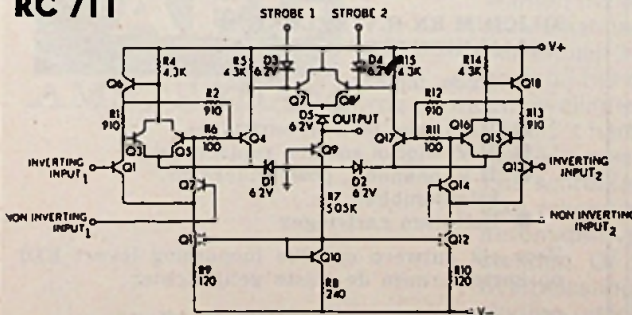 RC 711
STROBE 1 STROBE 2
V+
R4 4.3K
R5 4.3K
D3 6.2V
D4 6.2V
R15 4.3K
R14 4.3K
Q6
Q18
R2 910
Q7
Q8
R12 910
R1 910
R13 910
D5 6.2V
OUTPUT
R6 100
Q4
Q17
R11 100
Q16
Q15
Q3
Q5
Q9
INVERTING INPUT1
Q1
D1 6.2V
D2 6.2V
Q13
INVERTING INPUT2
Q2
Q14
R7 5.05K
NON INVERTING INPUT1
NON INVERTING INPUT2
Q12
Q10
R9 120
R8 240
R10 120
V-